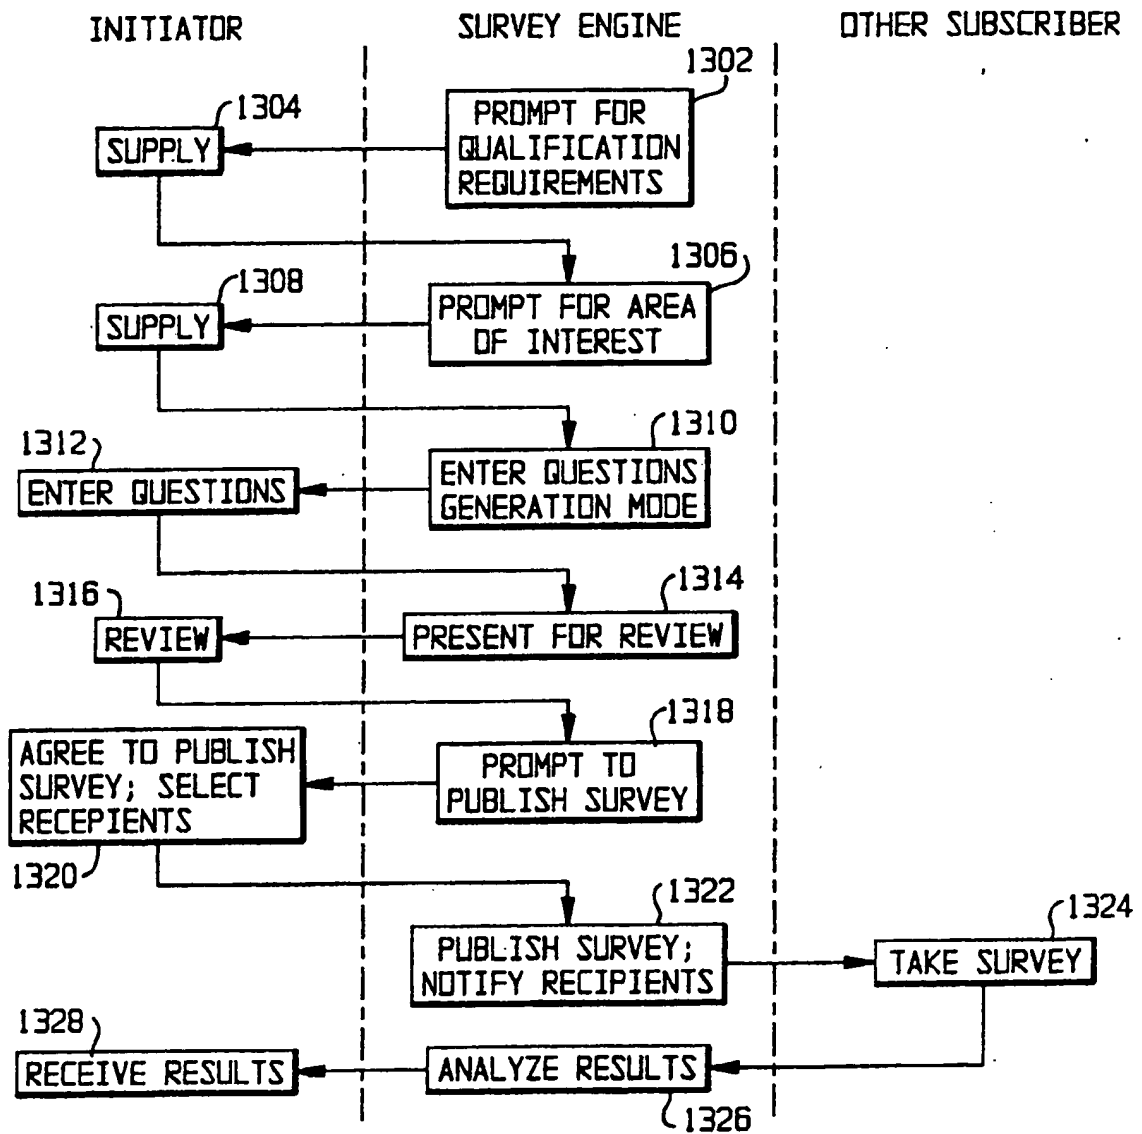 INITIATOR
SURVEY ENGINE
OTHER SUBSCRIBER
1302
PROMPT FOR
QUALIFICATION
REQUIREMENTS
1304
SUPPLY
1306
PROMPT FOR AREA
OF INTEREST
1308
SUPPLY
1310
ENTER QUESTIONS
GENERATION MODE
1312
ENTER QUESTIONS
1314
PRESENT FOR REVIEW
1316
REVIEW
1318
PROMPT TO
PUBLISH SURVEY
AGREE TO PUBLISH
SURVEY; SELECT
RECEPIENTS
1320
1322
PUBLISH SURVEY;
NOTIFY RECIPIENTS
1324
TAKE SURVEY
ANALYZE RESULTS
1326
1328
RECEIVE RESULTS